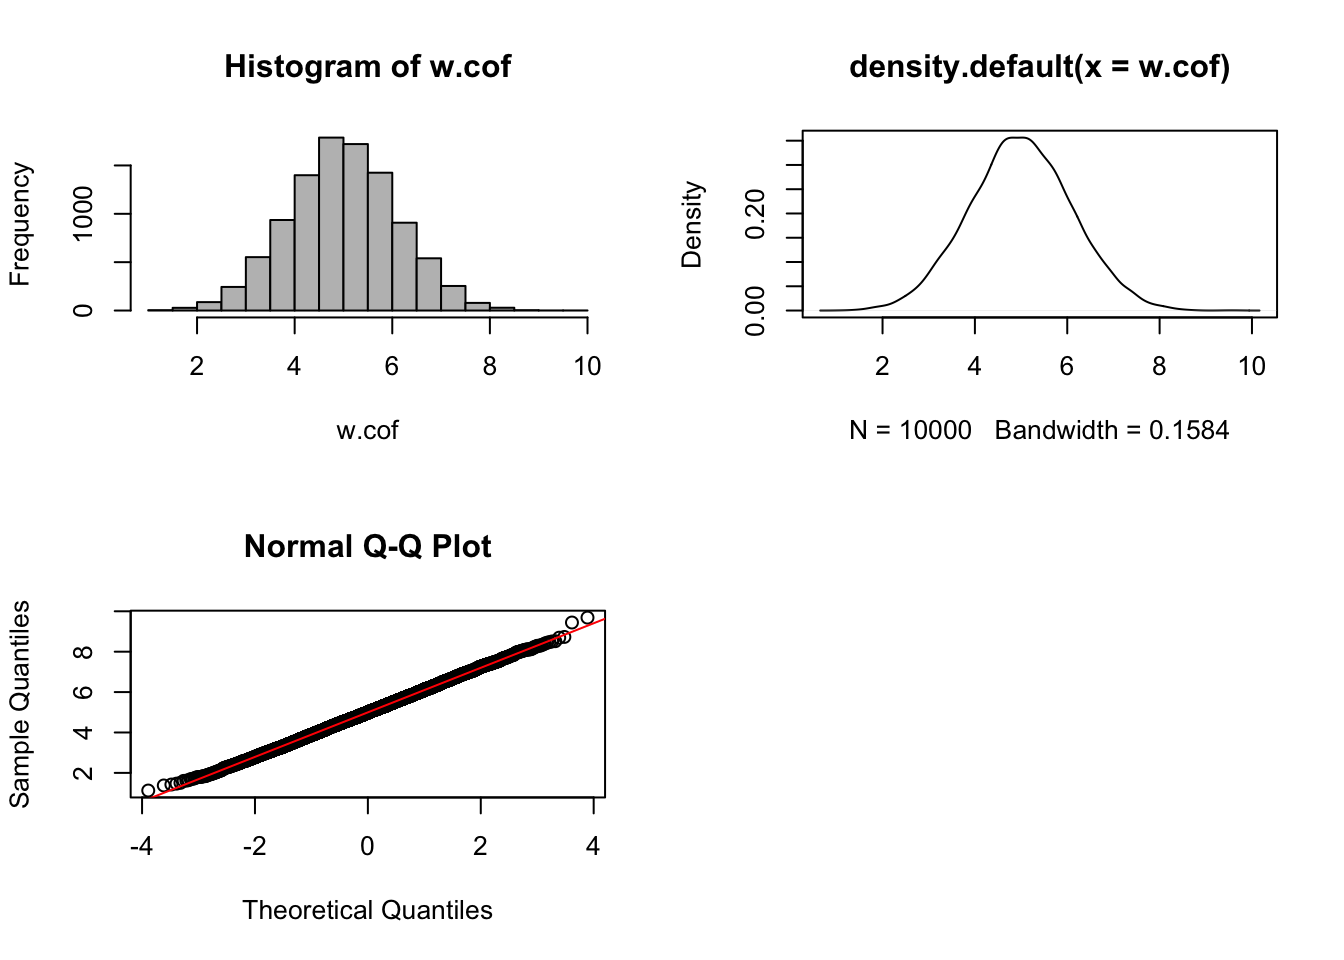 Histogram of w.cof
Frequency
0
1000
2 4 6 8 10
w.cof
density.default(x = w.cof)
Density
0.00
0.20
2 4 6 8 10
N = 10000 Bandwidth = 0.1584
Normal Q-Q Plot
Sample Quantiles
2
4
6
8
-4 -2 0 2 4
Theoretical Quantiles